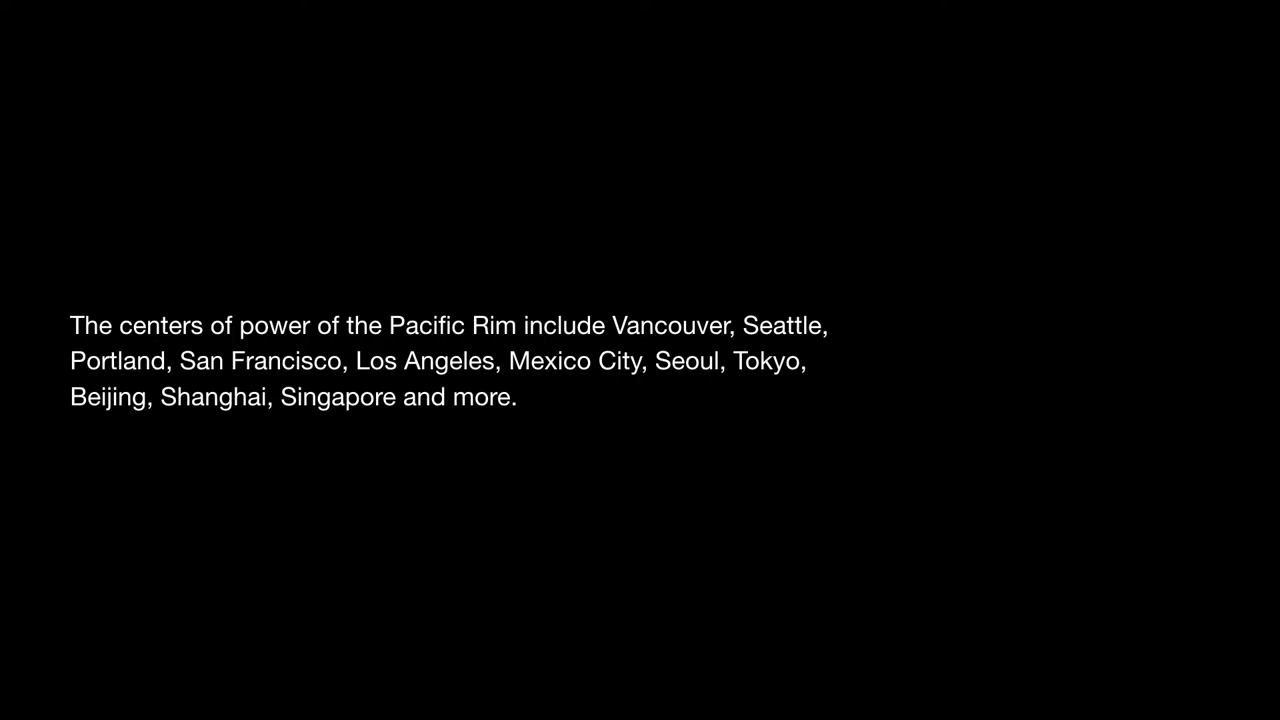 The centers of power of the Pacific Rim include Vancouver, Seattle,
Portland, San Francisco, Los Angeles, Mexico City, Seoul, Tokyo,
Beijing, Shanghai, Singapore and more.